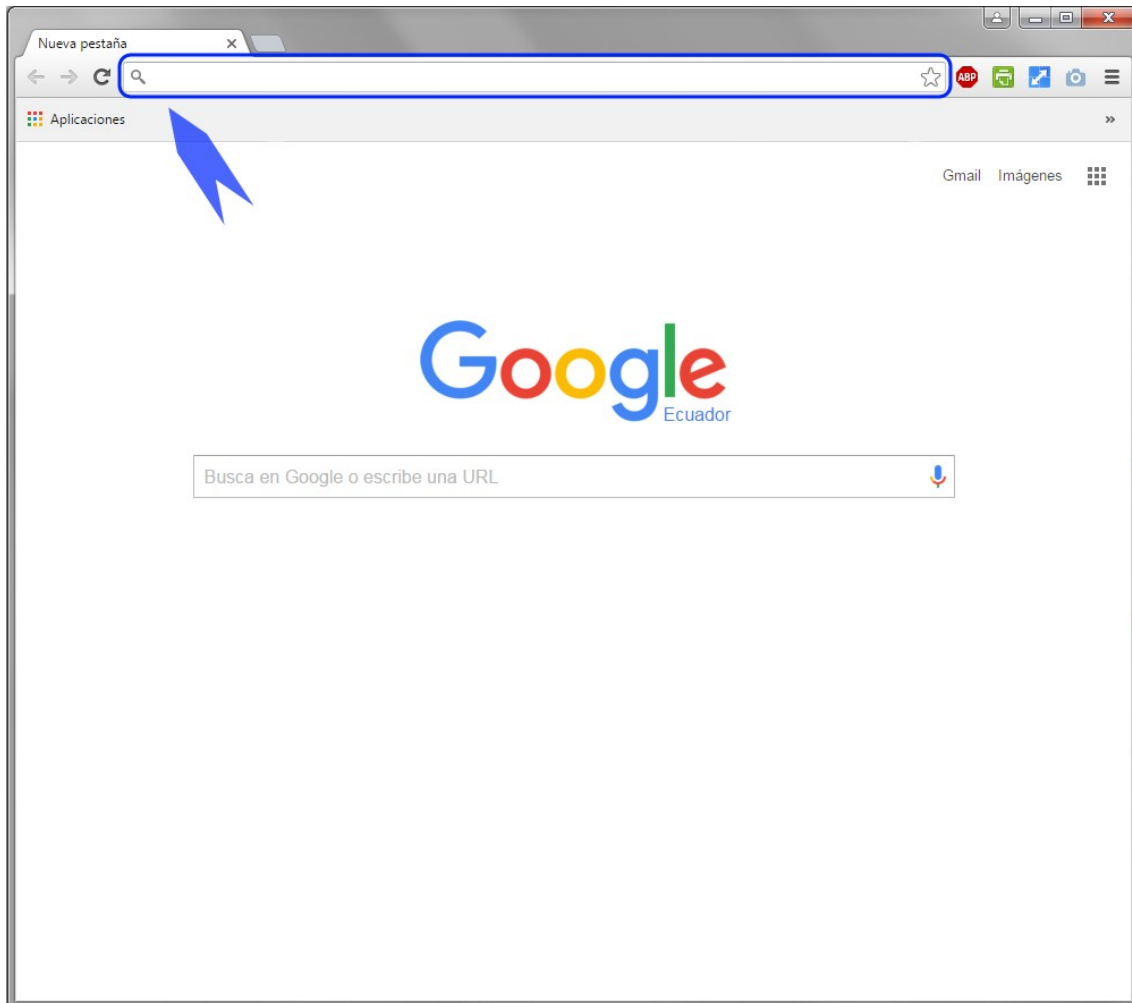 Nueva pestaña
ABP
Aplicaciones
Gmail Imágenes
Google
Ecuador
Busca en Google o escribe una URL